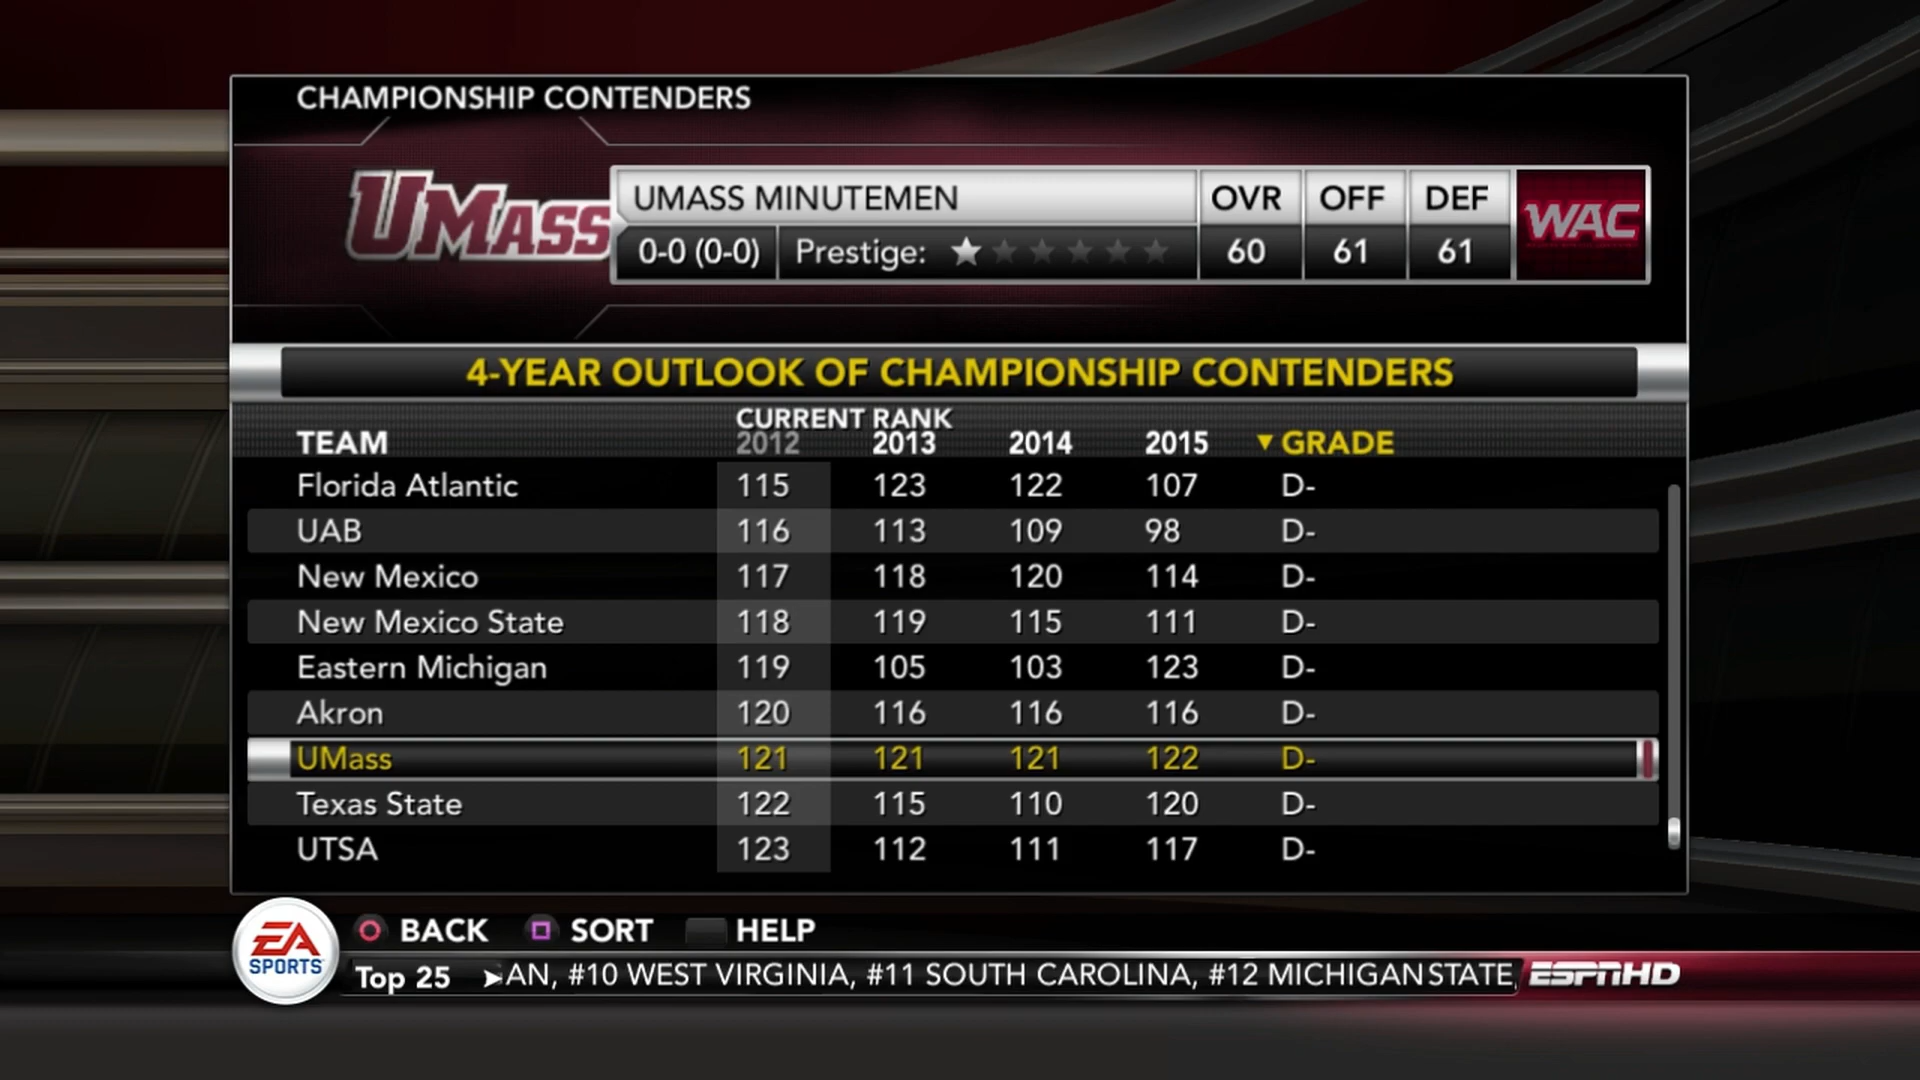 CHAMPIONSHIP CONTENDERS
UMASS
UMASS MINUTEMEN OVR OFF DEF
WAC
0-0 (0-0) Prestige: 60 61 61
4-YEAR OUTLOOK OF CHAMPIONSHIP CONTENDERS
CURRENT RANK
TEAM 2012 2013 2014 2015 ▼ GRADE
Florida Atlantic 115 123 122 107 D-
UAB 116 113 109 98 D-
New Mexico 117 118 120 114 D-
New Mexico State 118 119 115 111 D-
Eastern Michigan 119 105 103 123 D-
Akron 120 116 116 116 D-
UMass 121 121 121 122 D-
Texas State 122 115 110 120 D-
UTSA 123 112 111 117 D-
BACK SORT HELP
EA SPORTS
Top 25 AN, #10 WEST VIRGINIA, #11 SOUTH CAROLINA, #12 MICHIGAN STATE, ESPN HD